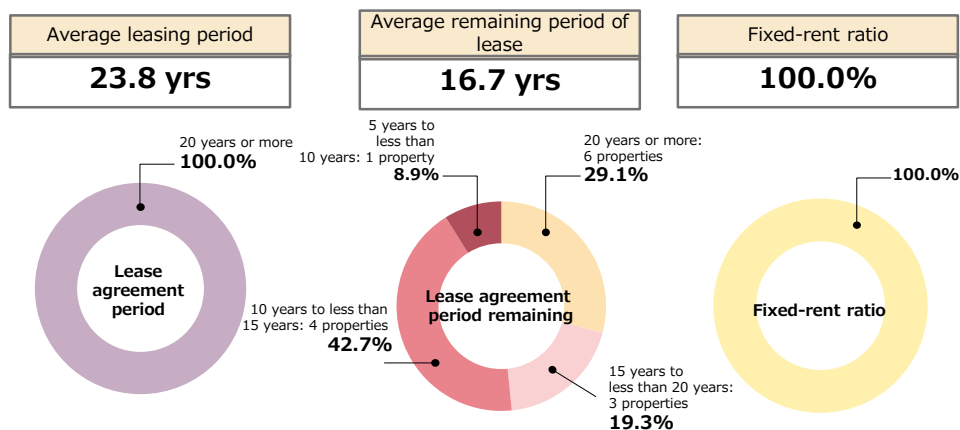 Average leasing period
23.8 yrs
Average remaining period of
lease
16.7 yrs
Fixed-rent ratio
100.0%
20 years or more
100.0%
Lease
agreement
period
5 years to
less than
10 years: 1 property
8.9%
20 years or more:
6 properties
29.1%
Lease agreement
period remaining
10 years to less than
15 years: 4 properties
42.7%
15 years to
less than 20 years:
3 properties
19.3%
100.0%
Fixed-rent ratio